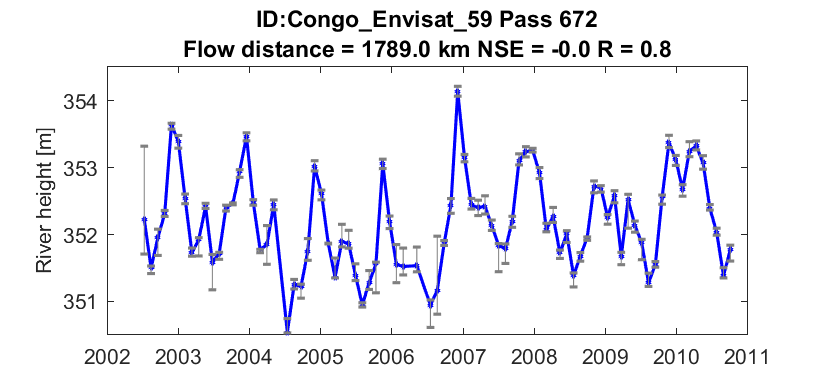 ID:Congo_Envisat_59 Pass 672
Flow distance = 1789.0 km NSE = -0.0 R = 0.8
River height [m]
354
353
352
351
2002 2003 2004 2005 2006 2007 2008 2009 2010 2011